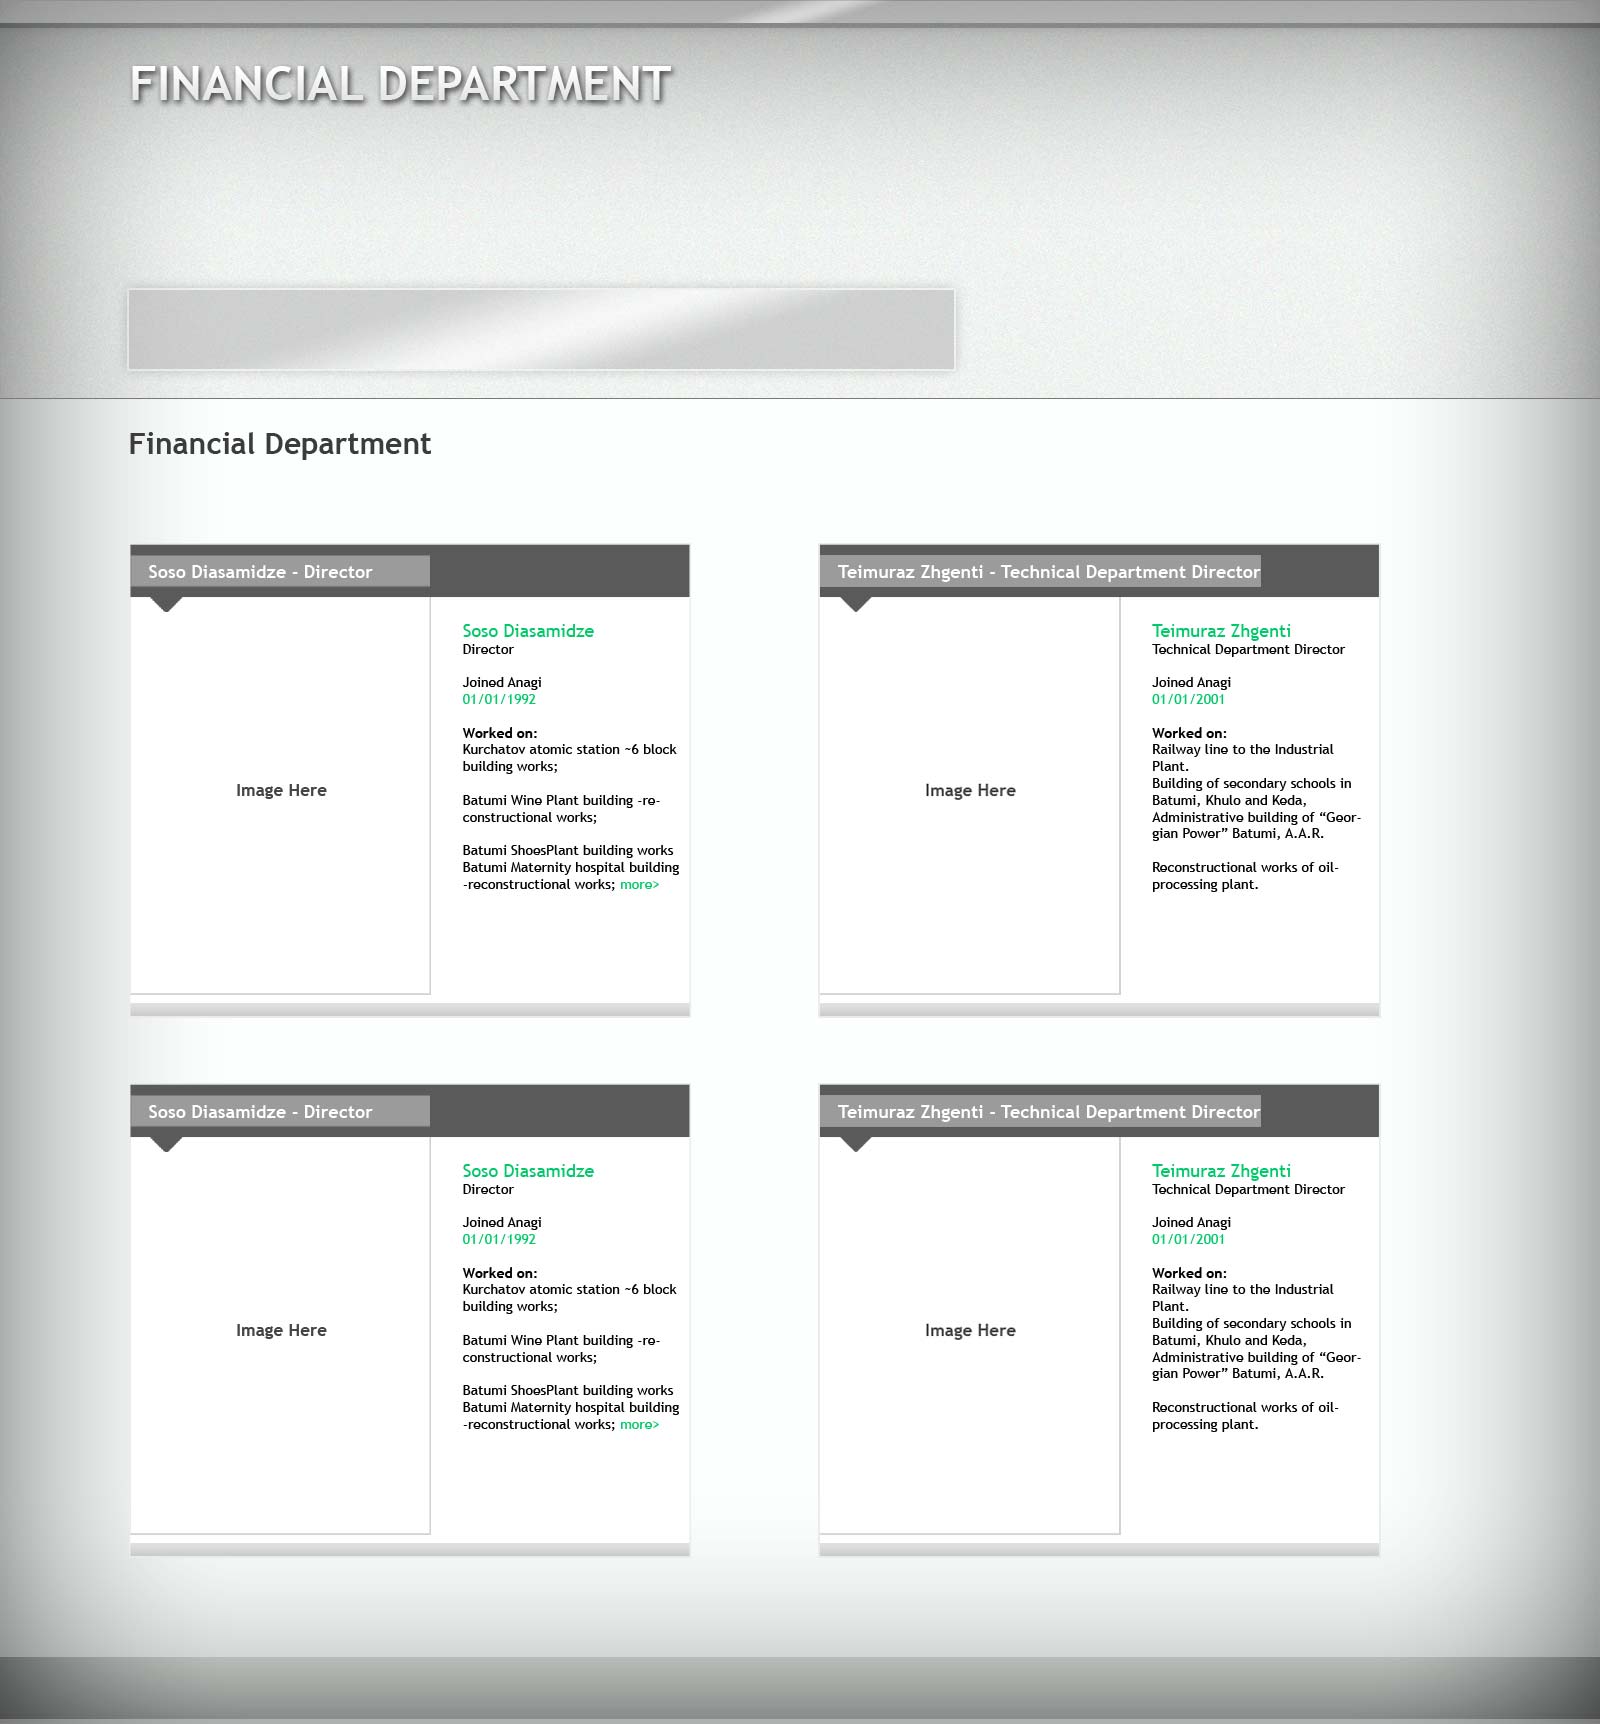 FINANCIAL DEPARTMENT
Financial Department
Soso Diasamidze - Director
Image Here
Soso Diasamidze
Director
Joined Anagi
01/01/1992
Worked on:
Kurchatov atomic station ~6 block
building works;
Batumi Wine Plant building -re-
constructional works;
Batumi ShoesPlant building works
Batumi Maternity hospital building
-reconstructional works; more>
Teimuraz Zhgenti - Technical Department Director
Image Here
Teimuraz Zhgenti
Technical Department Director
Joined Anagi
01/01/2001
Worked on:
Railway line to the Industrial
Plant.
Building of secondary schools in
Batumi, Khulo and Keda,
Administrative building of “Geor-
gian Power” Batumi, A.A.R.
Reconstructional works of oil-
processing plant.
Soso Diasamidze - Director
Image Here
Soso Diasamidze
Director
Joined Anagi
01/01/1992
Worked on:
Kurchatov atomic station ~6 block
building works;
Batumi Wine Plant building -re-
constructional works;
Batumi ShoesPlant building works
Batumi Maternity hospital building
-reconstructional works; more>
Teimuraz Zhgenti - Technical Department Director
Image Here
Teimuraz Zhgenti
Technical Department Director
Joined Anagi
01/01/2001
Worked on:
Railway line to the Industrial
Plant.
Building of secondary schools in
Batumi, Khulo and Keda,
Administrative building of “Geor-
gian Power” Batumi, A.A.R.
Reconstructional works of oil-
processing plant.